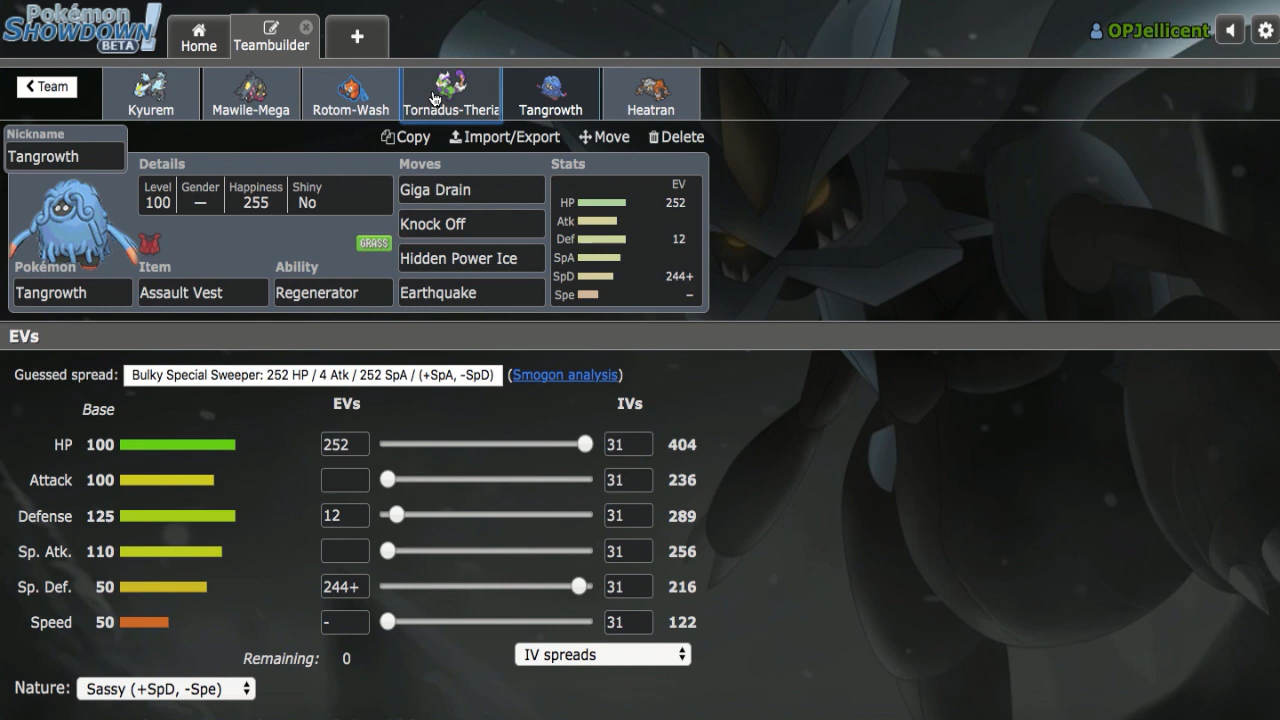 Pokémon
SHOWDOWN!
BETA
Home
Teambuilder
+
OPJellicent
Team
Kyurem
Mawile-Mega
Rotom-Wash
Tornadus-Theria
Tangrowth
Heatran
Copy
Import/Export
Move
Delete
Nickname
Tangrowth
Details
Level
100
Gender
—
Happiness
255
Shiny
No
GRASS
Pokémon
Tangrowth
Item
Assault Vest
Ability
Regenerator
Moves
Giga Drain
Knock Off
Hidden Power Ice
Earthquake
Stats
EV
HP 252
Atk
Def 12
SpA
SpD 244+
Spe –
EVs
Guessed spread: Bulky Special Sweeper: 252 HP / 4 Atk / 252 SpA / (+SpA, -SpD) (Smogon analysis)
Base EVs IVs
HP 100 252 31 404
Attack 100 31 236
Defense 125 12 31 289
Sp. Atk. 110 31 256
Sp. Def. 50 244+ 31 216
Speed 50 - 31 122
Remaining: 0
IV spreads
Nature: Sassy (+SpD, -Spe)